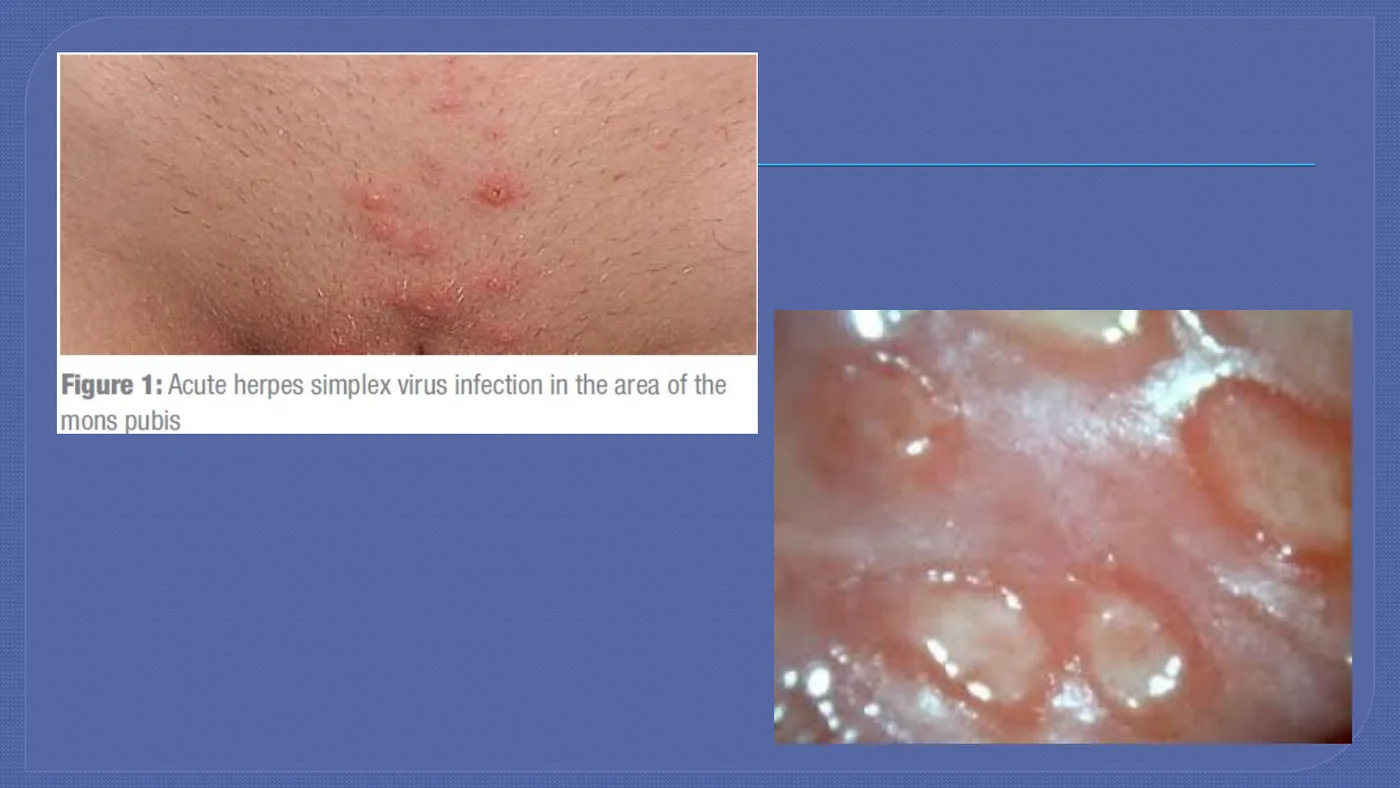 Figure 1: Acute herpes simplex virus infection in the area of the
mons pubis